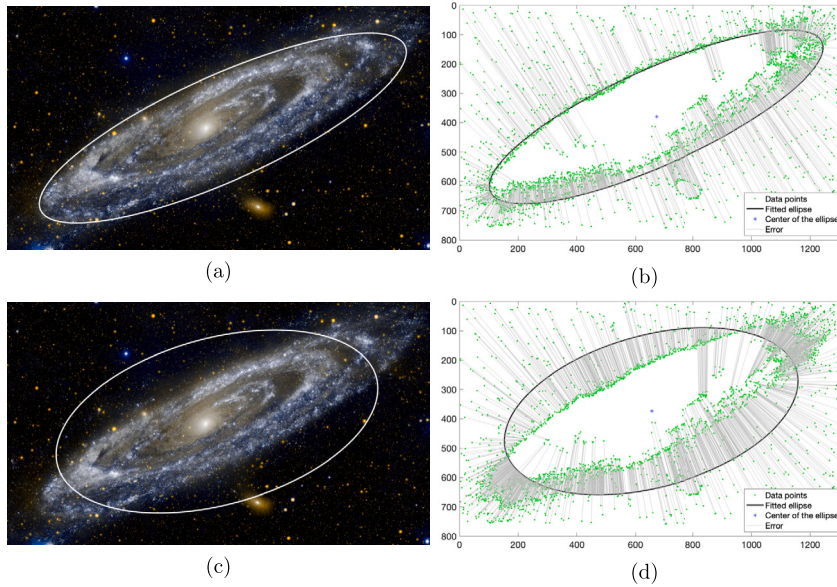 0
100
200
300
400
500
600
700
800
0 200 400 600 800 1000 1200
Data points
Fitted ellipse
Center of the ellipse
Error
(a)
(b)
0
100
200
300
400
500
600
700
800
0 200 400 600 800 1000 1200
Data points
Fitted ellipse
Center of the ellipse
Error
(c)
(d)